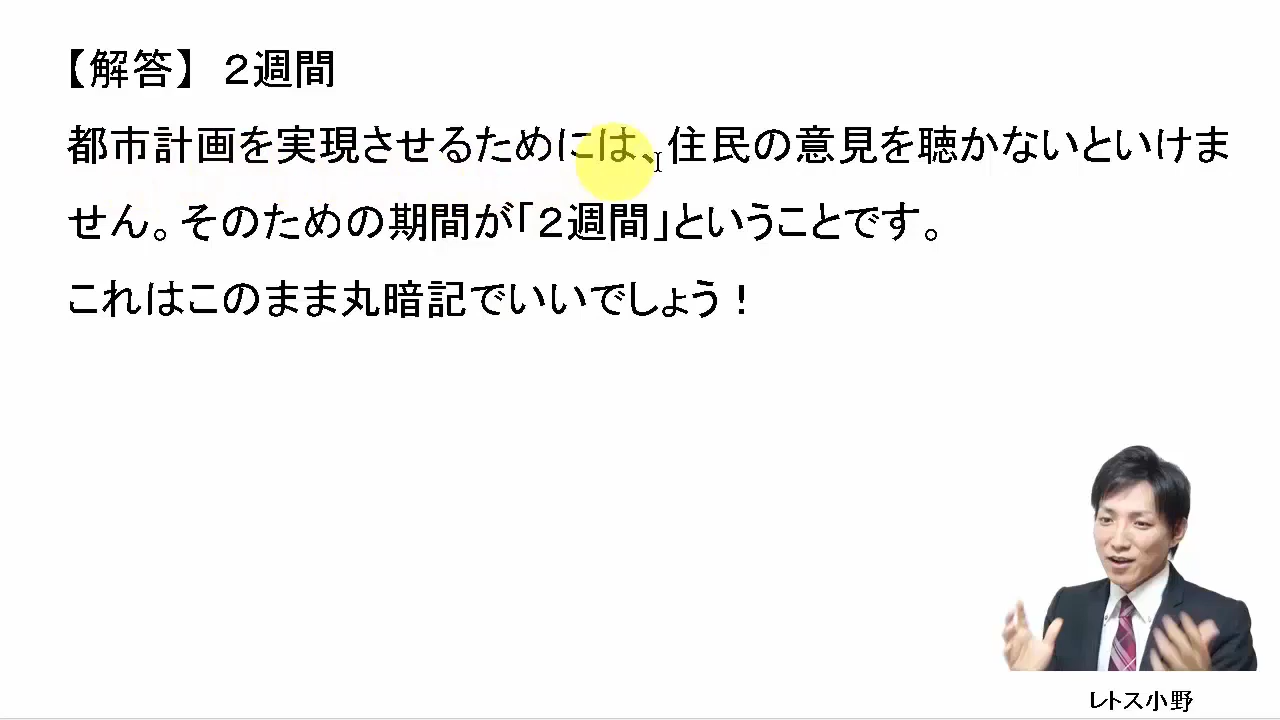 【解答】 ２週間
都市計画を実現させるためには、住民の意見を聴かないといけま
せん。そのための期間が「２週間」ということです。
これはこのまま丸暗記でいいでしょう！
レトス小野